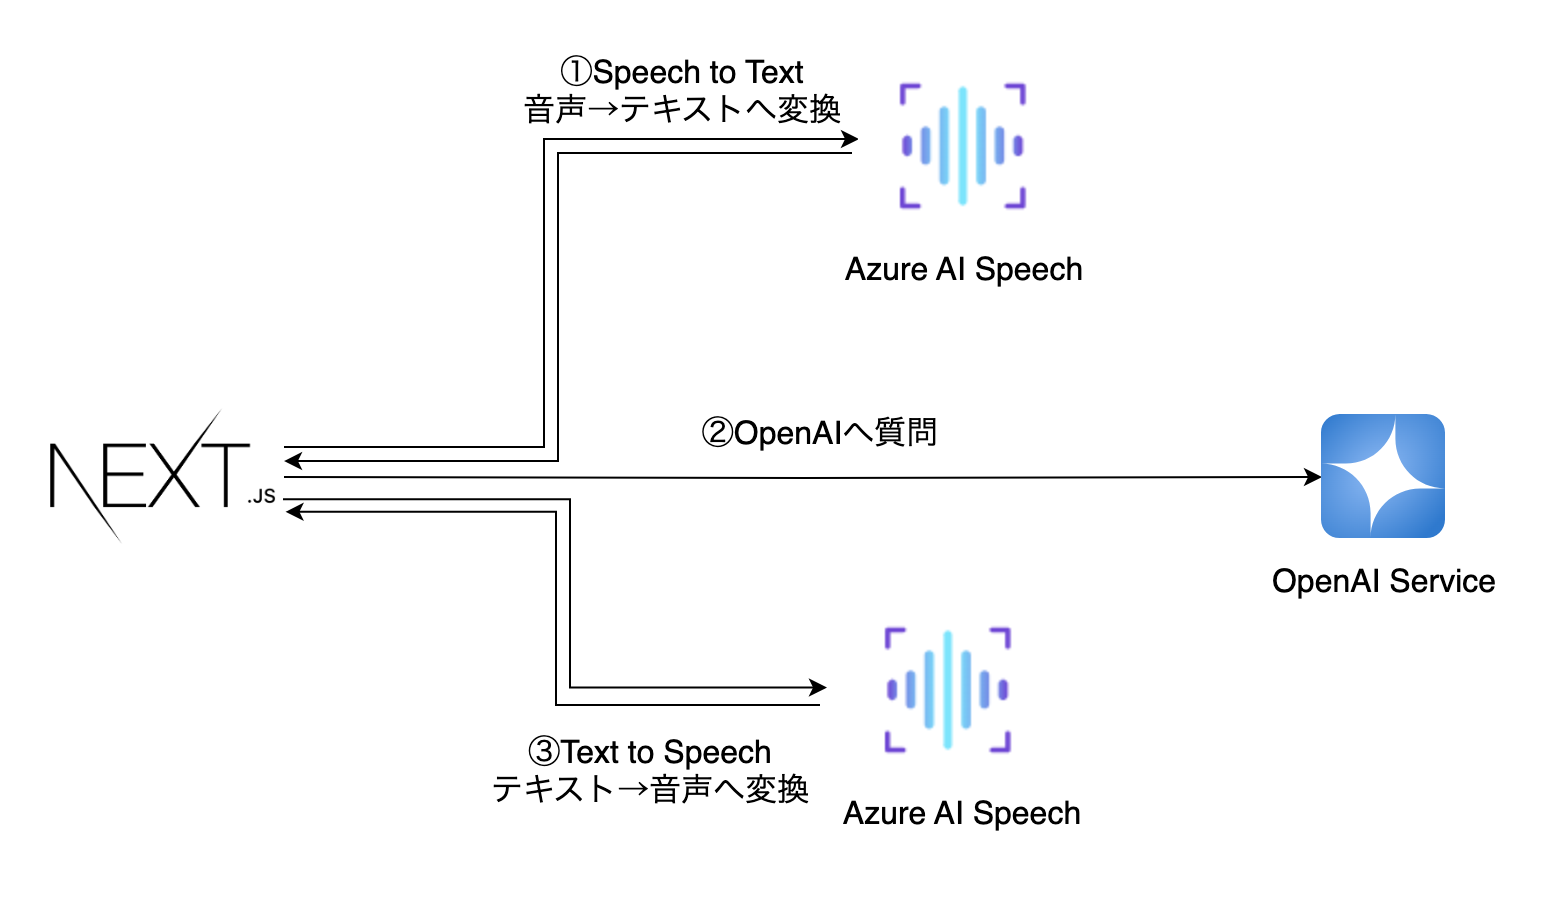 ①Speech to Text
音声→テキストへ変換
Azure AI Speech
②OpenAIへ質問
NEXT.JS
OpenAI Service
③Text to Speech
テキスト→音声へ変換
Azure AI Speech